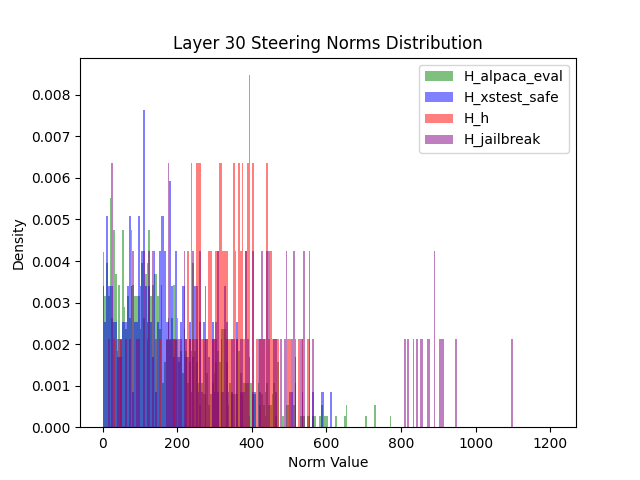 Layer 30 Steering Norms Distribution
H_alpaca_eval
H_xstest_safe
H_h
H_jailbreak
Density
0.008
0.007
0.006
0.005
0.004
0.003
0.002
0.001
0.000
0 200 400 600 800 1000 1200
Norm Value